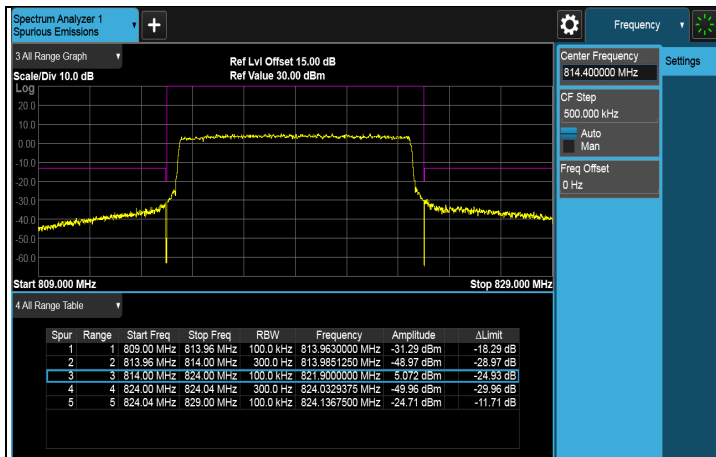 Spectrum Analyzer 1
Spurious Emissions
+
Frequency
3 All Range Graph
Ref Lvl Offset 15.00 dB
Scale/Div 10.0 dB
Ref Value 30.00 dBm
Log
20.0
10.0
0.00
-10.0
-20.0
-30.0
-40.0
-50.0
-60.0
Start 809.000 MHz
Stop 829.000 MHz
4 All Range Table
Spur Range Start Freq Stop Freq RBW Frequency Amplitude ΔLimit
1 1 809.00 MHz 813.96 MHz 100.0 kHz 813.9630000 MHz -31.29 dBm -18.29 dB
2 2 813.96 MHz 814.00 MHz 300.0 Hz 813.9851250 MHz -48.97 dBm -28.97 dB
3 3 814.00 MHz 824.00 MHz 100.0 kHz 821.9000000 MHz 5.072 dBm -24.93 dB
4 4 824.00 MHz 824.04 MHz 300.0 Hz 824.0329375 MHz -49.96 dBm -29.96 dB
5 5 824.04 MHz 829.00 MHz 100.0 kHz 824.1367500 MHz -24.71 dBm -11.71 dB
Center Frequency
814.400000 MHz
Settings
CF Step
500.000 kHz
Auto
Man
Freq Offset
0 Hz